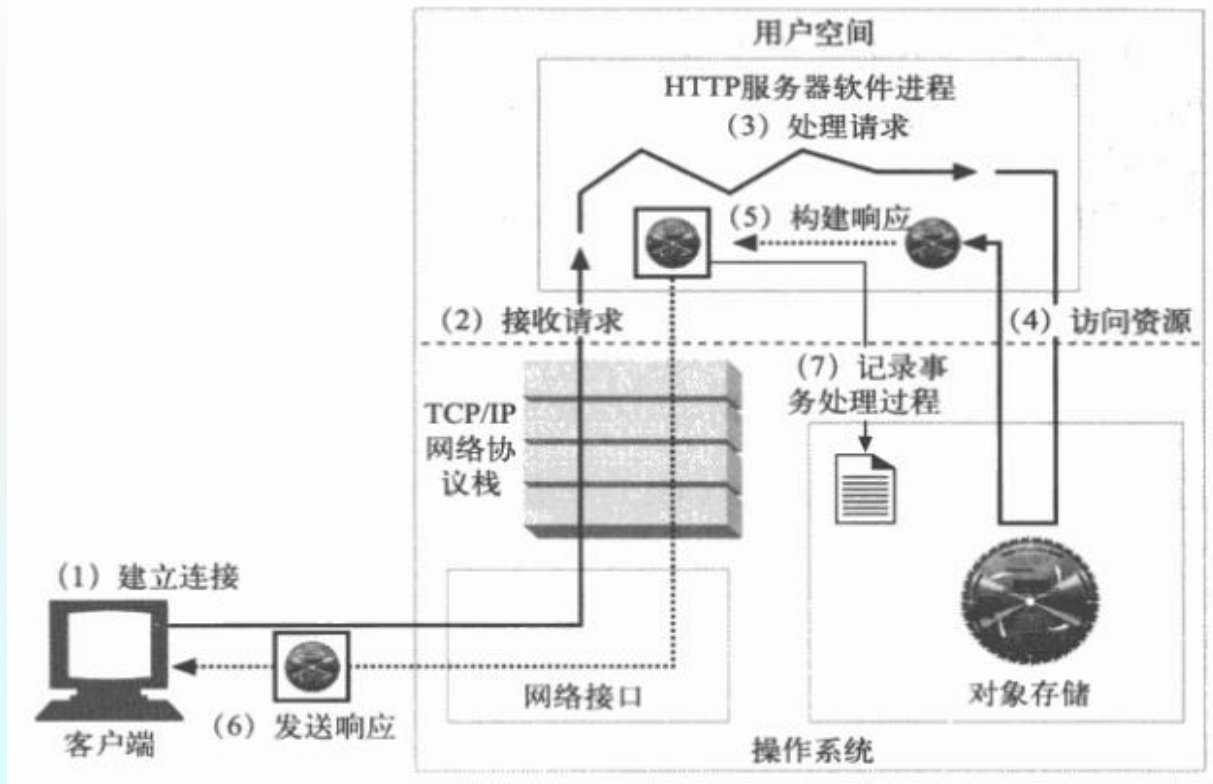 用户空间
HTTP服务器软件进程
（3）处理请求
（5）构建响应
（2）接收请求
（4）访问资源
（7）记录事
务处理过程
TCP/IP
网络协
议栈
（1）建立连接
网络接口
对象存储
（6）发送响应
客户端
操作系统